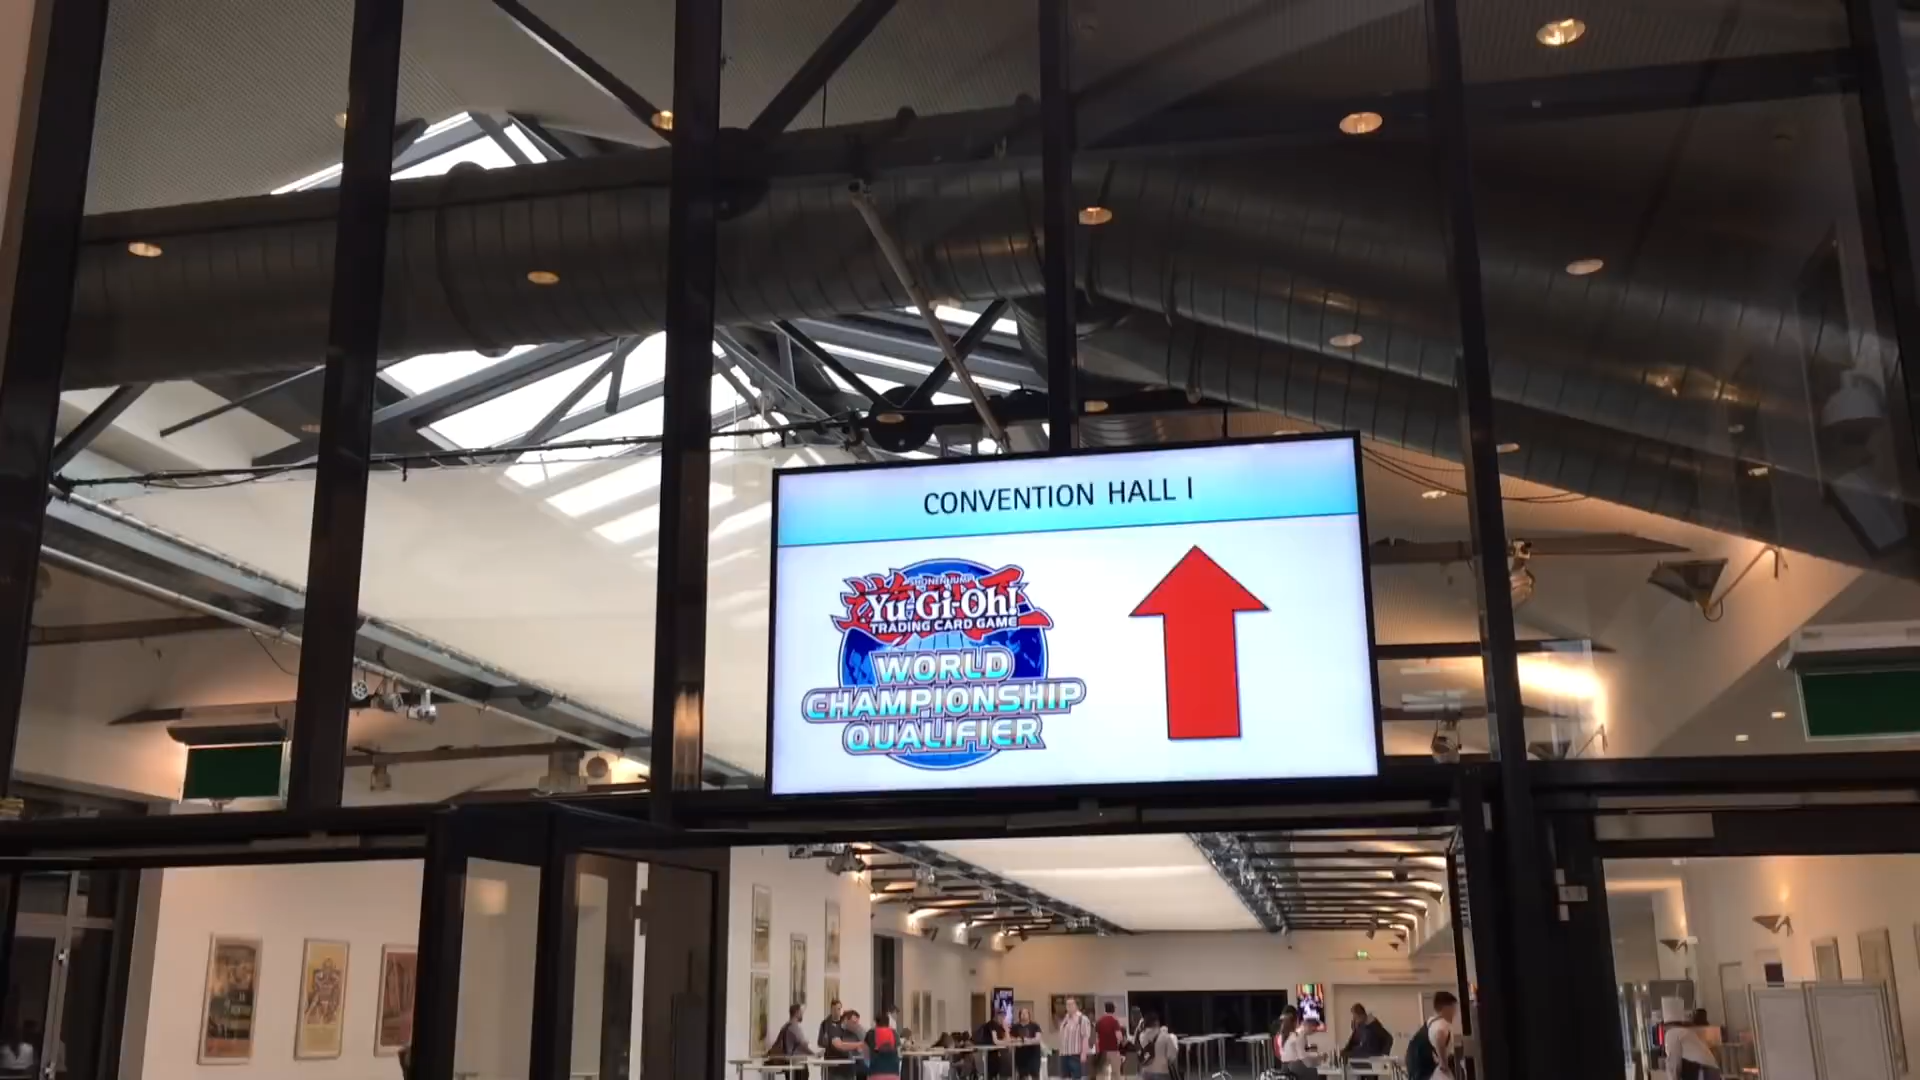 CONVENTION HALL I
SHONEN JUMP
Yu-Gi-Oh!
TRADING CARD GAME
WORLD
CHAMPIONSHIP
QUALIFIER